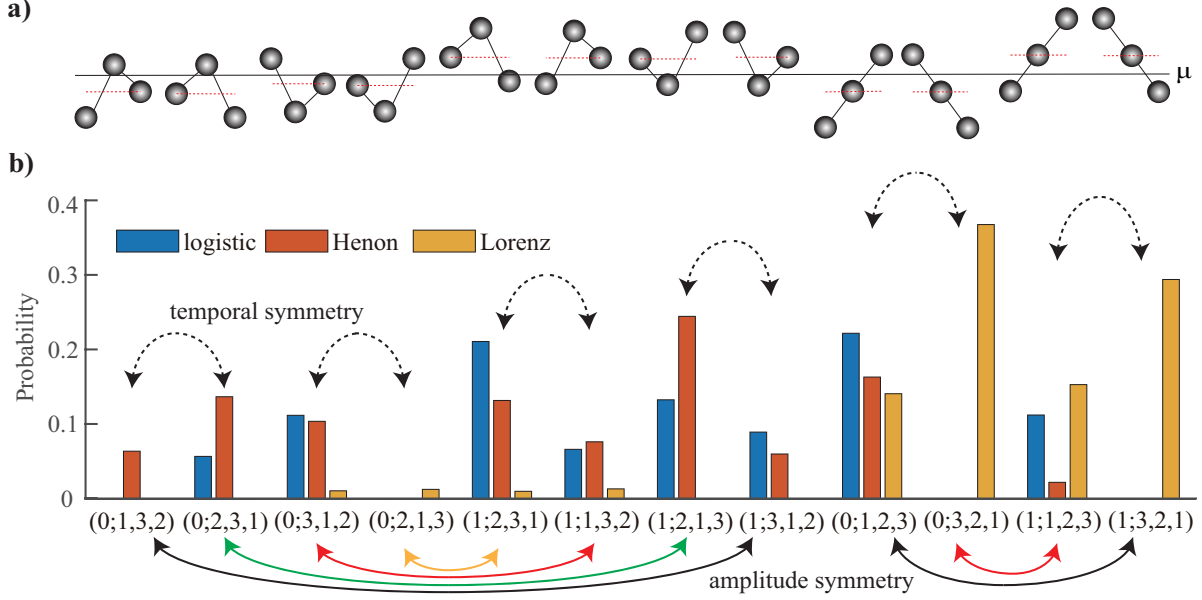 a)
μ
b)
0.4
0.3
0.2
0.1
0
Probability
logistic Henon Lorenz
temporal symmetry
(0;1,3,2) (0;2,3,1) (0;3,1,2) (0;2,1,3) (1;2,3,1) (1;1,3,2) (1;2,1,3) (1;3,1,2) (0;1,2,3) (0;3,2,1) (1;1,2,3) (1;3,2,1)
amplitude symmetry